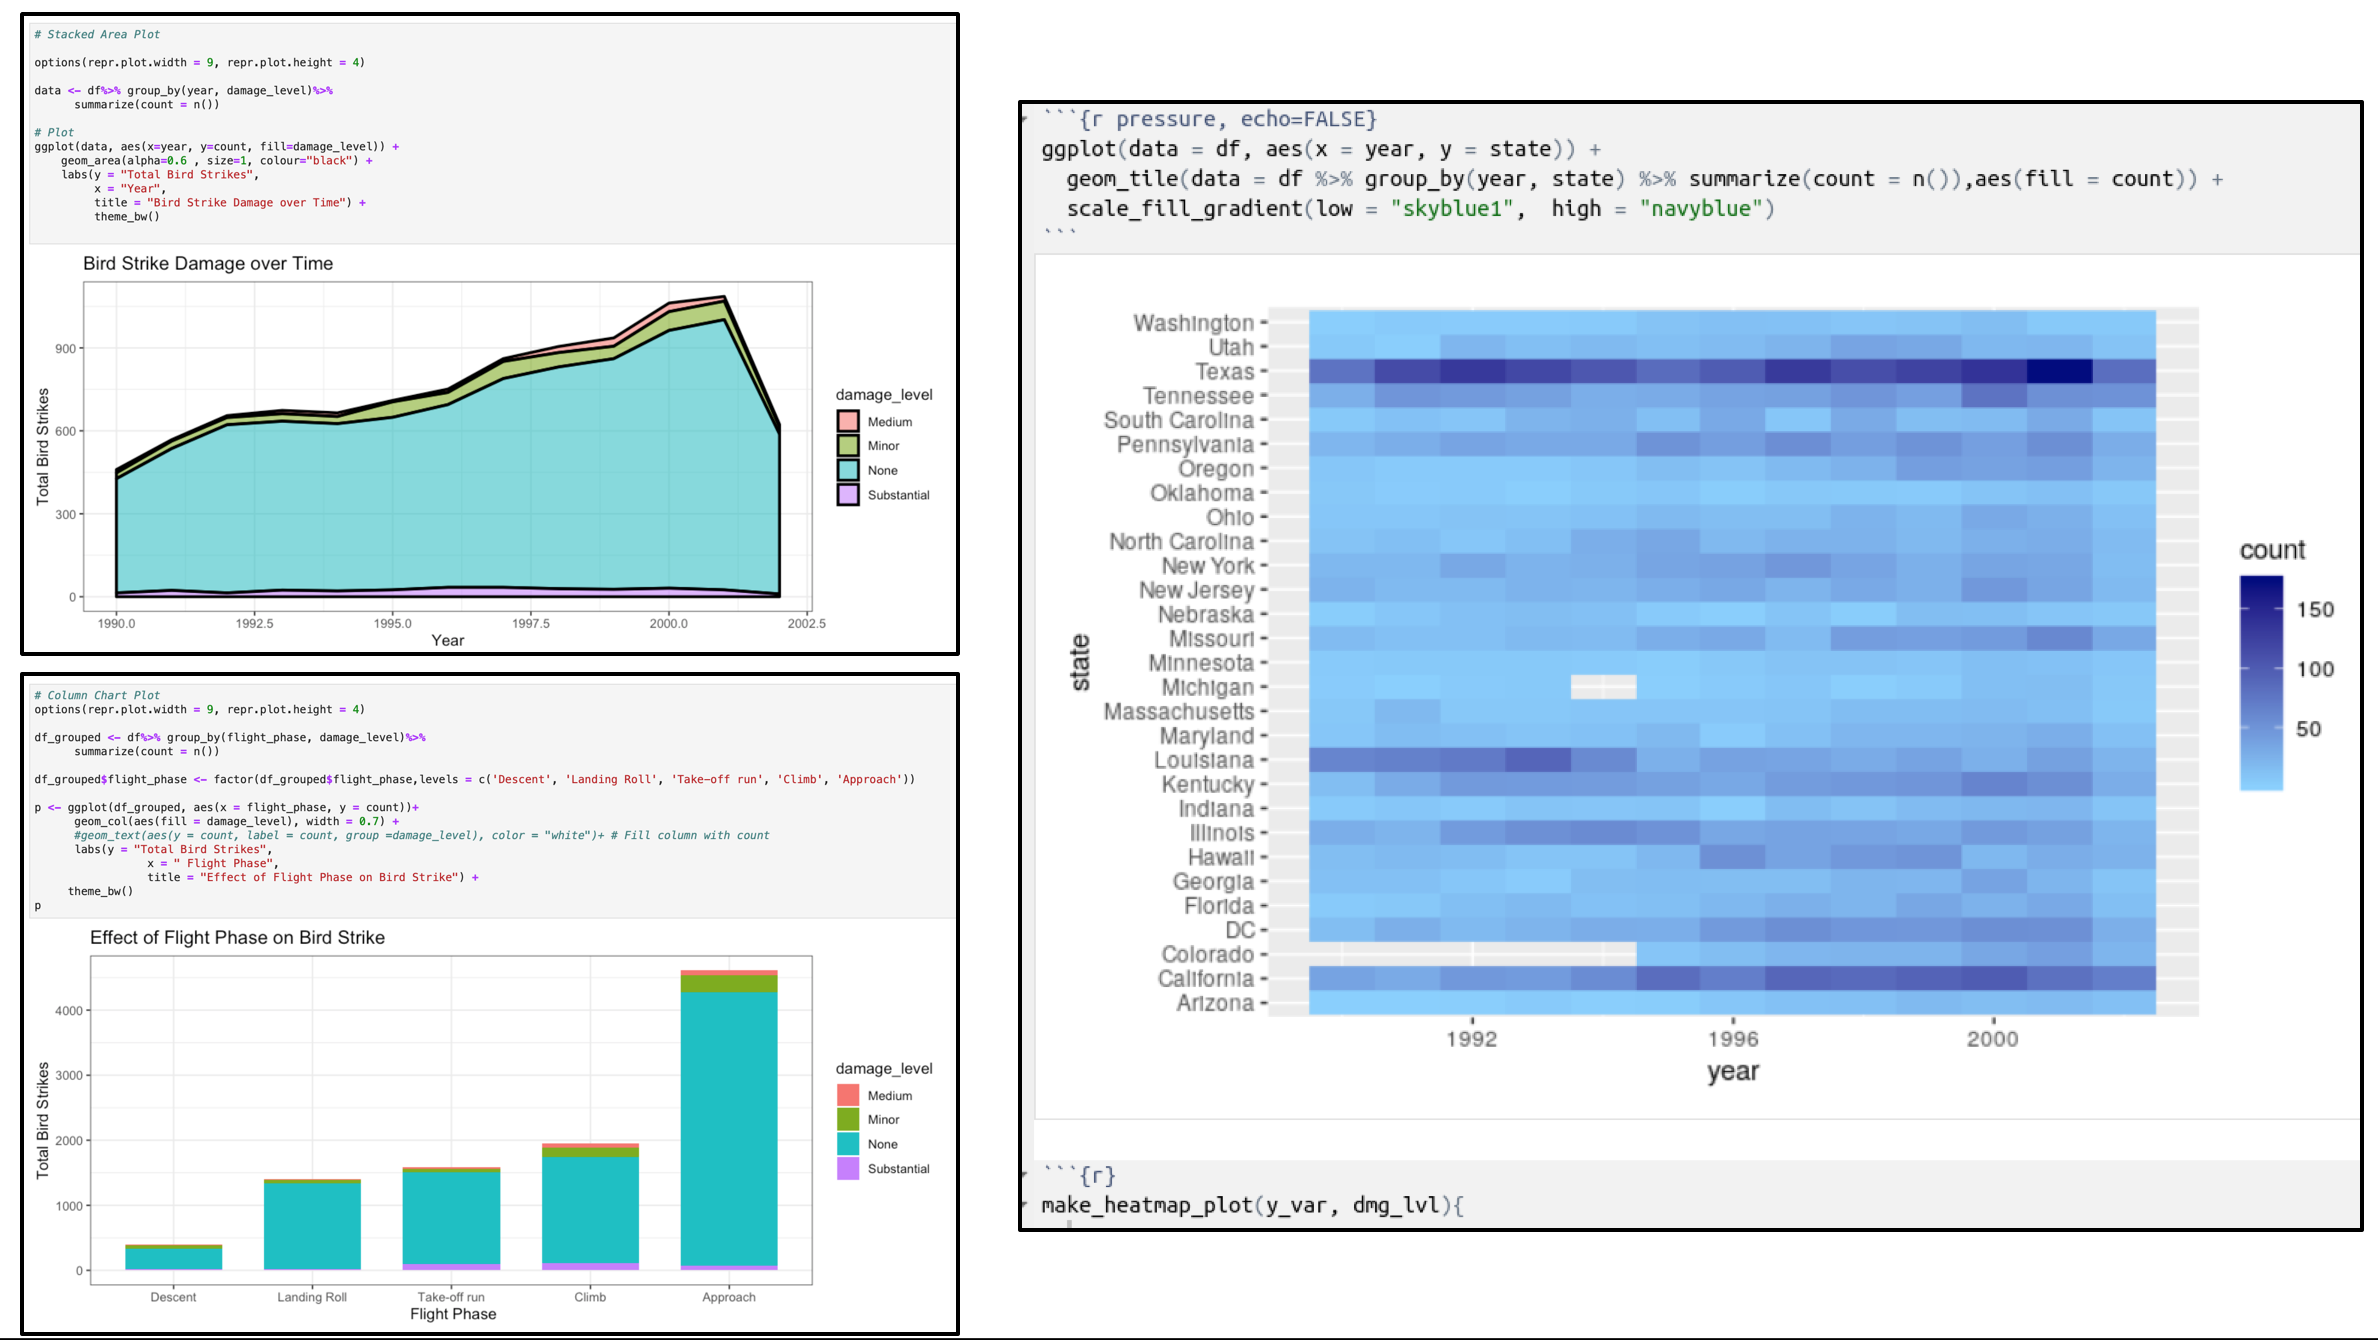 # Stacked Area Plot
options(repr.plot.width = 9, repr.plot.height = 4)
data <- df%>% group_by(year, damage_level)%>%
summarize(count = n())
# Plot
ggplot(data, aes(x=year, y=count, fill=damage_level)) +
geom_area(alpha=0.6 , size=1, colour="black") +
labs(y = "Total Bird Strikes",
x = "Year",
title = "Bird Strike Damage over Time") +
theme_bw()
Bird Strike Damage over Time
Total Bird Strikes
900
600
300
0
1990.0 1992.5 1995.0 1997.5 2000.0 2002.5
Year
damage_level
Medium
Minor
None
Substantial
# Column Chart Plot
options(repr.plot.width = 9, repr.plot.height = 4)
df_grouped <- df%>% group_by(flight_phase, damage_level)%>%
summarize(count = n())
df_grouped$flight_phase <- factor(df_grouped$flight_phase,levels = c('Descent', 'Landing Roll', 'Take-off run', 'Climb', 'Approach'))
p <- ggplot(df_grouped, aes(x = flight_phase, y = count))+
geom_col(aes(fill = damage_level), width = 0.7) +
#geom_text(aes(y = count, label = count, group =damage_level), color = "white")+ # Fill column with count
labs(y = "Total Bird Strikes",
x = " Flight Phase",
title = "Effect of Flight Phase on Bird Strike") +
theme_bw()
p
Effect of Flight Phase on Bird Strike
Total Bird Strikes
4000
3000
2000
1000
0
Descent Landing Roll Take-off run Climb Approach
Flight Phase
damage_level
Medium
Minor
None
Substantial
```{r pressure, echo=FALSE}
ggplot(data = df, aes(x = year, y = state)) +
geom_tile(data = df %>% group_by(year, state) %>% summarize(count = n()),aes(fill = count)) +
scale_fill_gradient(low = "skyblue1", high = "navyblue")
```
state
Washington
Utah
Texas
Tennessee
South Carolina
Pennsylvania
Oregon
Oklahoma
Ohio
North Carolina
New York
New Jersey
Nebraska
Missouri
Minnesota
Michigan
Massachusetts
Maryland
Louisiana
Kentucky
Indiana
Illinois
Hawaii
Georgia
Florida
DC
Colorado
California
Arizona
1992 1996 2000
year
count
150
100
50
```{r}
make_heatmap_plot(y_var, dmg_lvl){